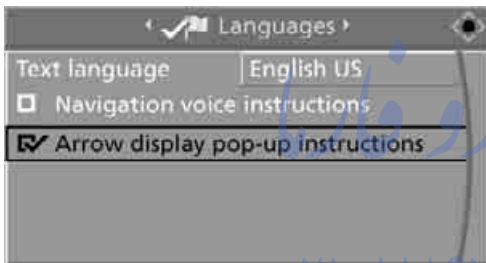 Languages
Text language English US
Navigation voice instructions
Arrow display pop-up instructions